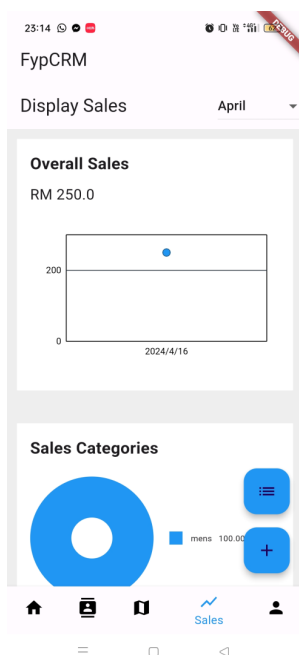 23:14
DEBUG
FypCRM
Display Sales April
Overall Sales
RM 250.0
200
0
2024/4/16
Sales Categories
mens 100.00
Sales